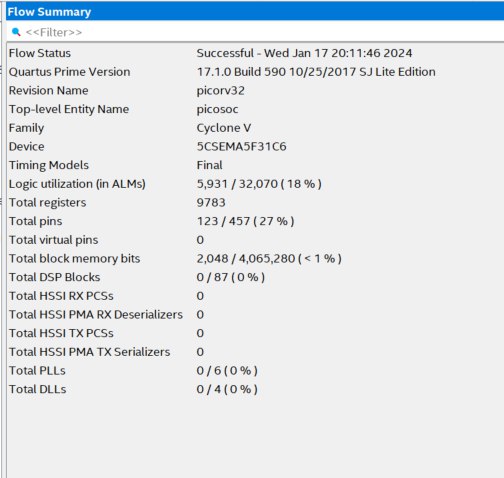 Flow Summary
<<Filter>>
Flow Status Successful - Wed Jan 17 20:11:46 2024
Quartus Prime Version 17.1.0 Build 590 10/25/2017 SJ Lite Edition
Revision Name picorv32
Top-level Entity Name picosoc
Family Cyclone V
Device 5CSEMA5F31C6
Timing Models Final
Logic utilization (in ALMs) 5,931 / 32,070 ( 18 % )
Total registers 9783
Total pins 123 / 457 ( 27 % )
Total virtual pins 0
Total block memory bits 2,048 / 4,065,280 ( < 1 % )
Total DSP Blocks 0 / 87 ( 0 % )
Total HSSI RX PCSs 0
Total HSSI PMA RX Deserializers 0
Total HSSI TX PCSs 0
Total HSSI PMA TX Serializers 0
Total PLLs 0 / 6 ( 0 % )
Total DLLs 0 / 4 ( 0 % )